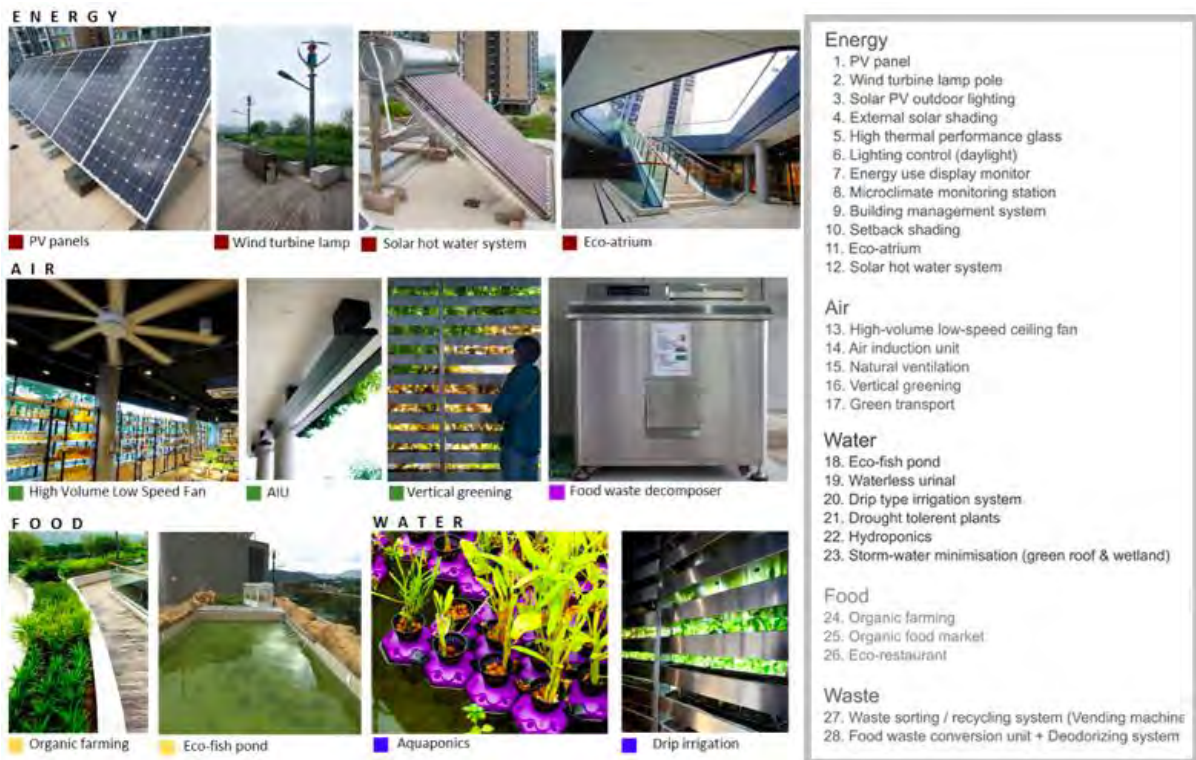 ENERGY
PV panels
Wind turbine lamp
Solar hot water system
Eco-atrium
AIR
High Volume Low Speed Fan
AIU
Vertical greening
Food waste decomposer
FOOD
WATER
Organic farming
Eco-fish pond
Aquaponics
Drip irrigation
Energy
1. PV panel
2. Wind turbine lamp pole
3. Solar PV outdoor lighting
4. External solar shading
5. High thermal performance glass
6. Lighting control (daylight)
7. Energy use display monitor
8. Microclimate monitoring station
9. Building management system
10. Setback shading
11. Eco-atrium
12. Solar hot water system
Air
13. High-volume low-speed ceiling fan
14. Air induction unit
15. Natural ventilation
16. Vertical greening
17. Green transport
Water
18. Eco-fish pond
19. Waterless urinal
20. Drip type irrigation system
21. Drought tolerent plants
22. Hydroponics
23. Storm-water minimisation (green roof & wetland)
Food
24. Organic farming
25. Organic food market
26. Eco-restaurant
Waste
27. Waste sorting / recycling system (Vending machine
28. Food waste conversion unit + Deodorizing system